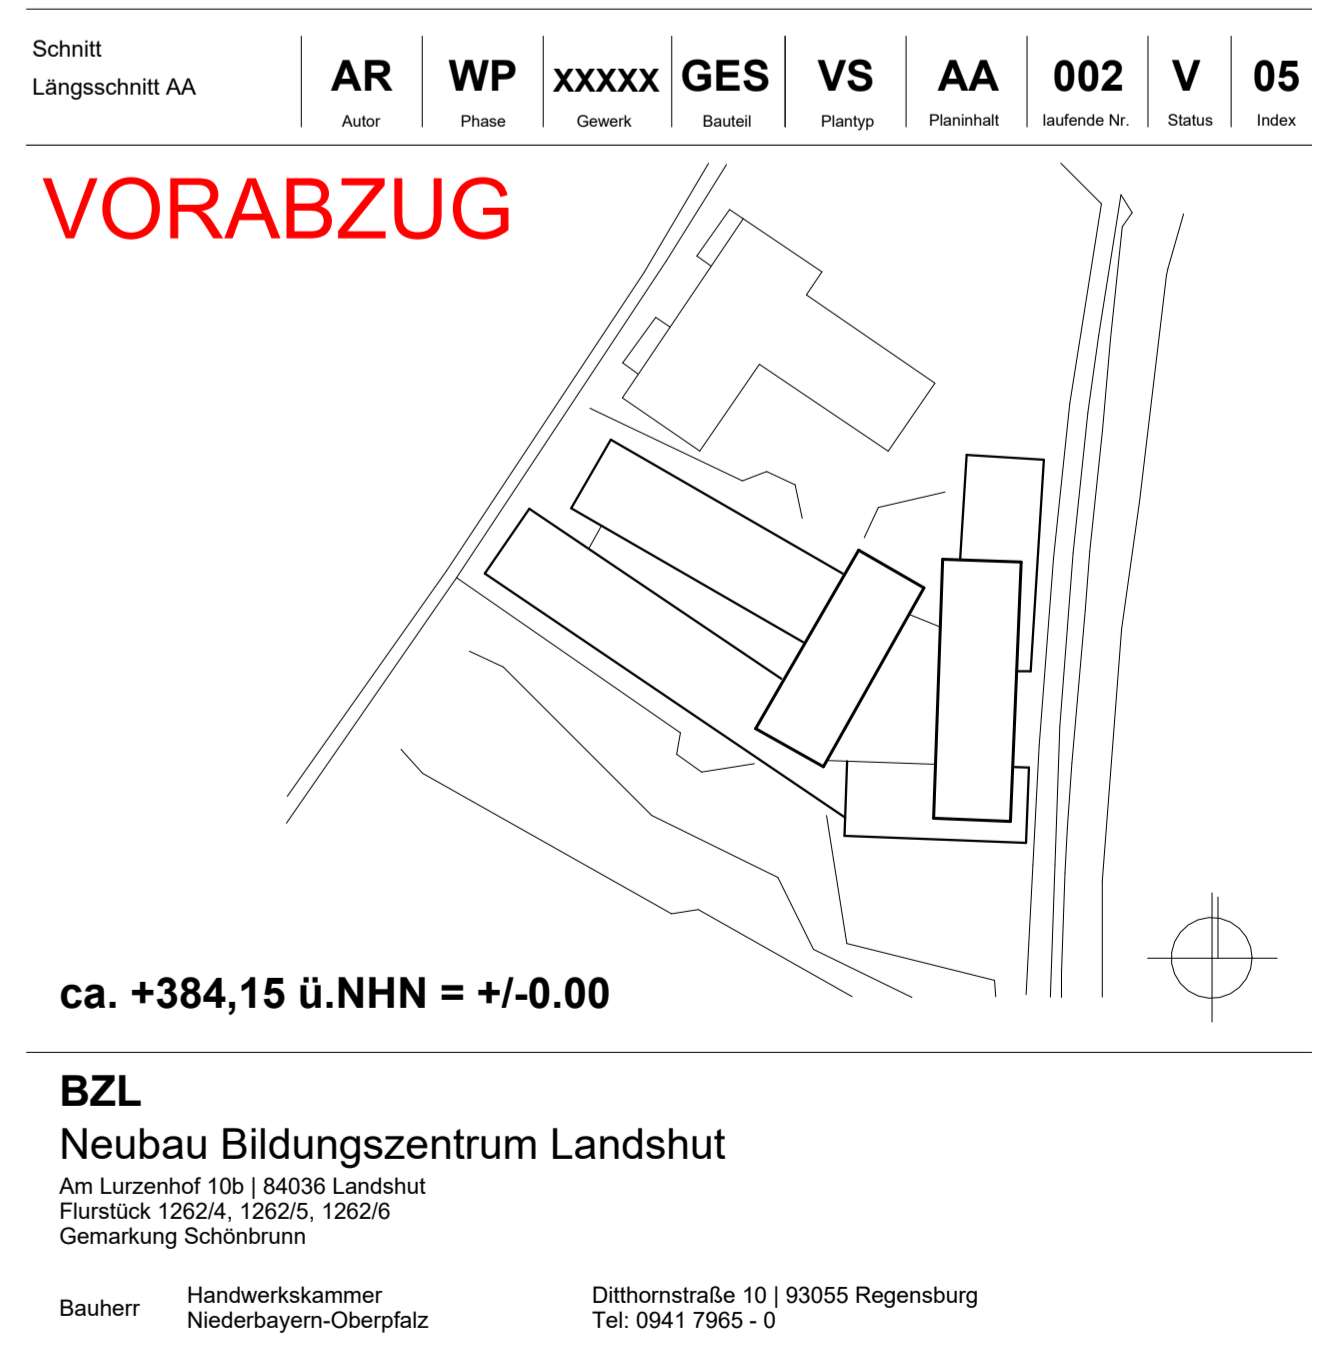 Schnitt
Längsschnitt AA
AR WP xxxxx GES VS AA 002 V 05
Autor Phase Gewerk Bauteil Plantyp Planinhalt laufende Nr. Status Index
VORABZUG
ca. +384,15 ü.NHN = +/-0.00
BZL
Neubau Bildungszentrum Landshut
Am Lurzenhof 10b | 84036 Landshut
Flurstück 1262/4, 1262/5, 1262/6
Gemarkung Schönbrunn
Bauherr
Handwerkskammer
Niederbayern-Oberpfalz
Ditthornstraße 10 | 93055 Regensburg
Tel: 0941 7965 - 0